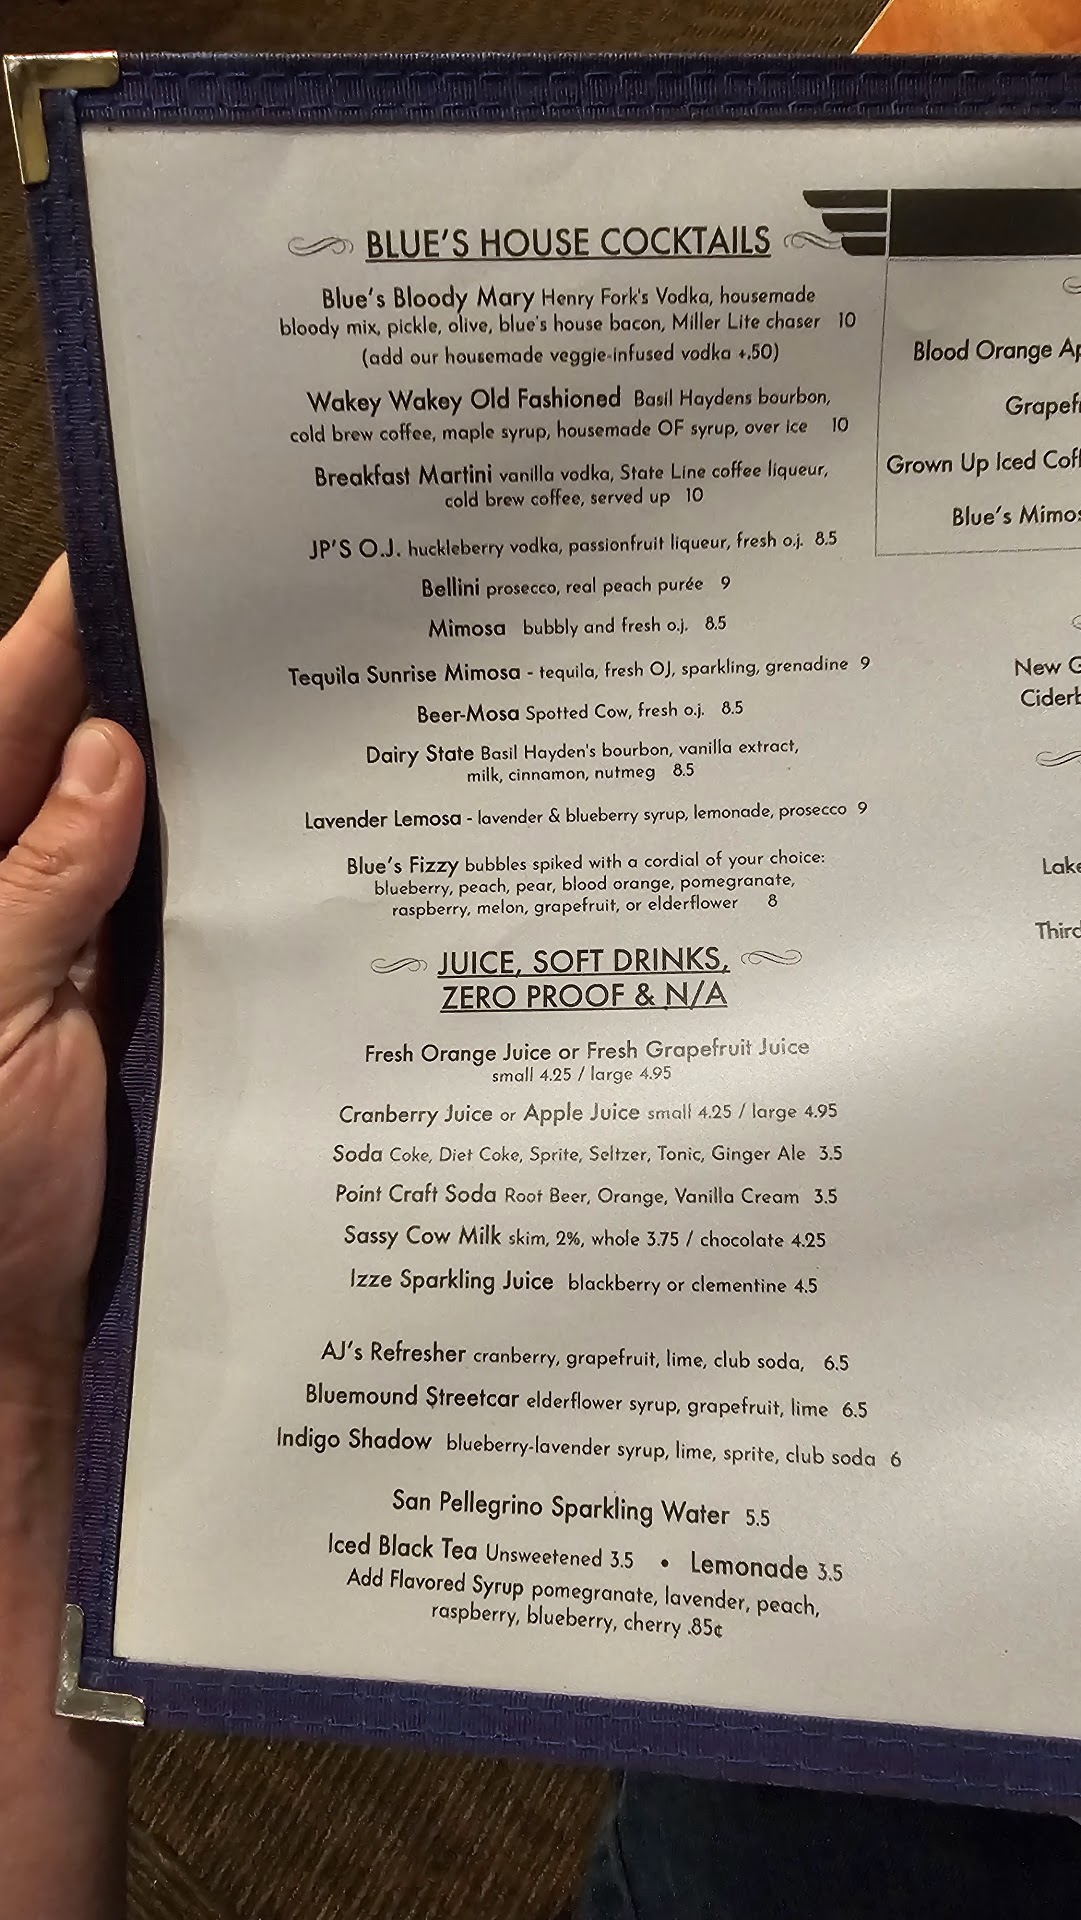 BLUE'S HOUSE COCKTAILS
Blue's Bloody Mary Henry Fork's Vodka, housemade
bloody mix, pickle, olive, blue's house bacon, Miller Lite chaser 10
(add our housemade veggie-infused vodka +.50)
Wakey Wakey Old Fashioned Basil Haydens bourbon,
cold brew coffee, maple syrup, housemade OF syrup, over ice 10
Breakfast Martini vanilla vodka, State Line coffee liqueur,
cold brew coffee, served up 10
JP'S O.J. huckleberry vodka, passionfruit liqueur, fresh o.j. 8.5
Bellini prosecco, real peach purée 9
Mimosa bubbly and fresh o.j. 8.5
Tequila Sunrise Mimosa - tequila, fresh OJ, sparkling, grenadine 9
Beer-Mosa Spotted Cow, fresh o.j. 8.5
Dairy State Basil Hayden's bourbon, vanilla extract,
milk, cinnamon, nutmeg 8.5
Lavender Lemosa - lavender & blueberry syrup, lemonade, prosecco 9
Blue's Fizzy bubbles spiked with a cordial of your choice:
blueberry, peach, pear, blood orange, pomegranate,
raspberry, melon, grapefruit, or elderflower 8
JUICE, SOFT DRINKS,
ZERO PROOF & N/A
Fresh Orange Juice or Fresh Grapefruit Juice
small 4.25 / large 4.95
Cranberry Juice or Apple Juice small 4.25 / large 4.95
Soda Coke, Diet Coke, Sprite, Seltzer, Tonic, Ginger Ale 3.5
Point Craft Soda Root Beer, Orange, Vanilla Cream 3.5
Sassy Cow Milk skim, 2%, whole 3.75 / chocolate 4.25
Izze Sparkling Juice blackberry or clementine 4.5
AJ's Refresher cranberry, grapefruit, lime, club soda, 6.5
Bluemound Streetcar elderflower syrup, grapefruit, lime 6.5
Indigo Shadow blueberry-lavender syrup, lime, sprite, club soda 6
San Pellegrino Sparkling Water 5.5
Iced Black Tea Unsweetened 3.5 • Lemonade 3.5
Add Flavored Syrup pomegranate, lavender, peach,
raspberry, blueberry, cherry .85¢
Blood Orange Ap
Grapef
Grown Up Iced Cof
Blue's Mimos
New G
Cider
Lake
Third